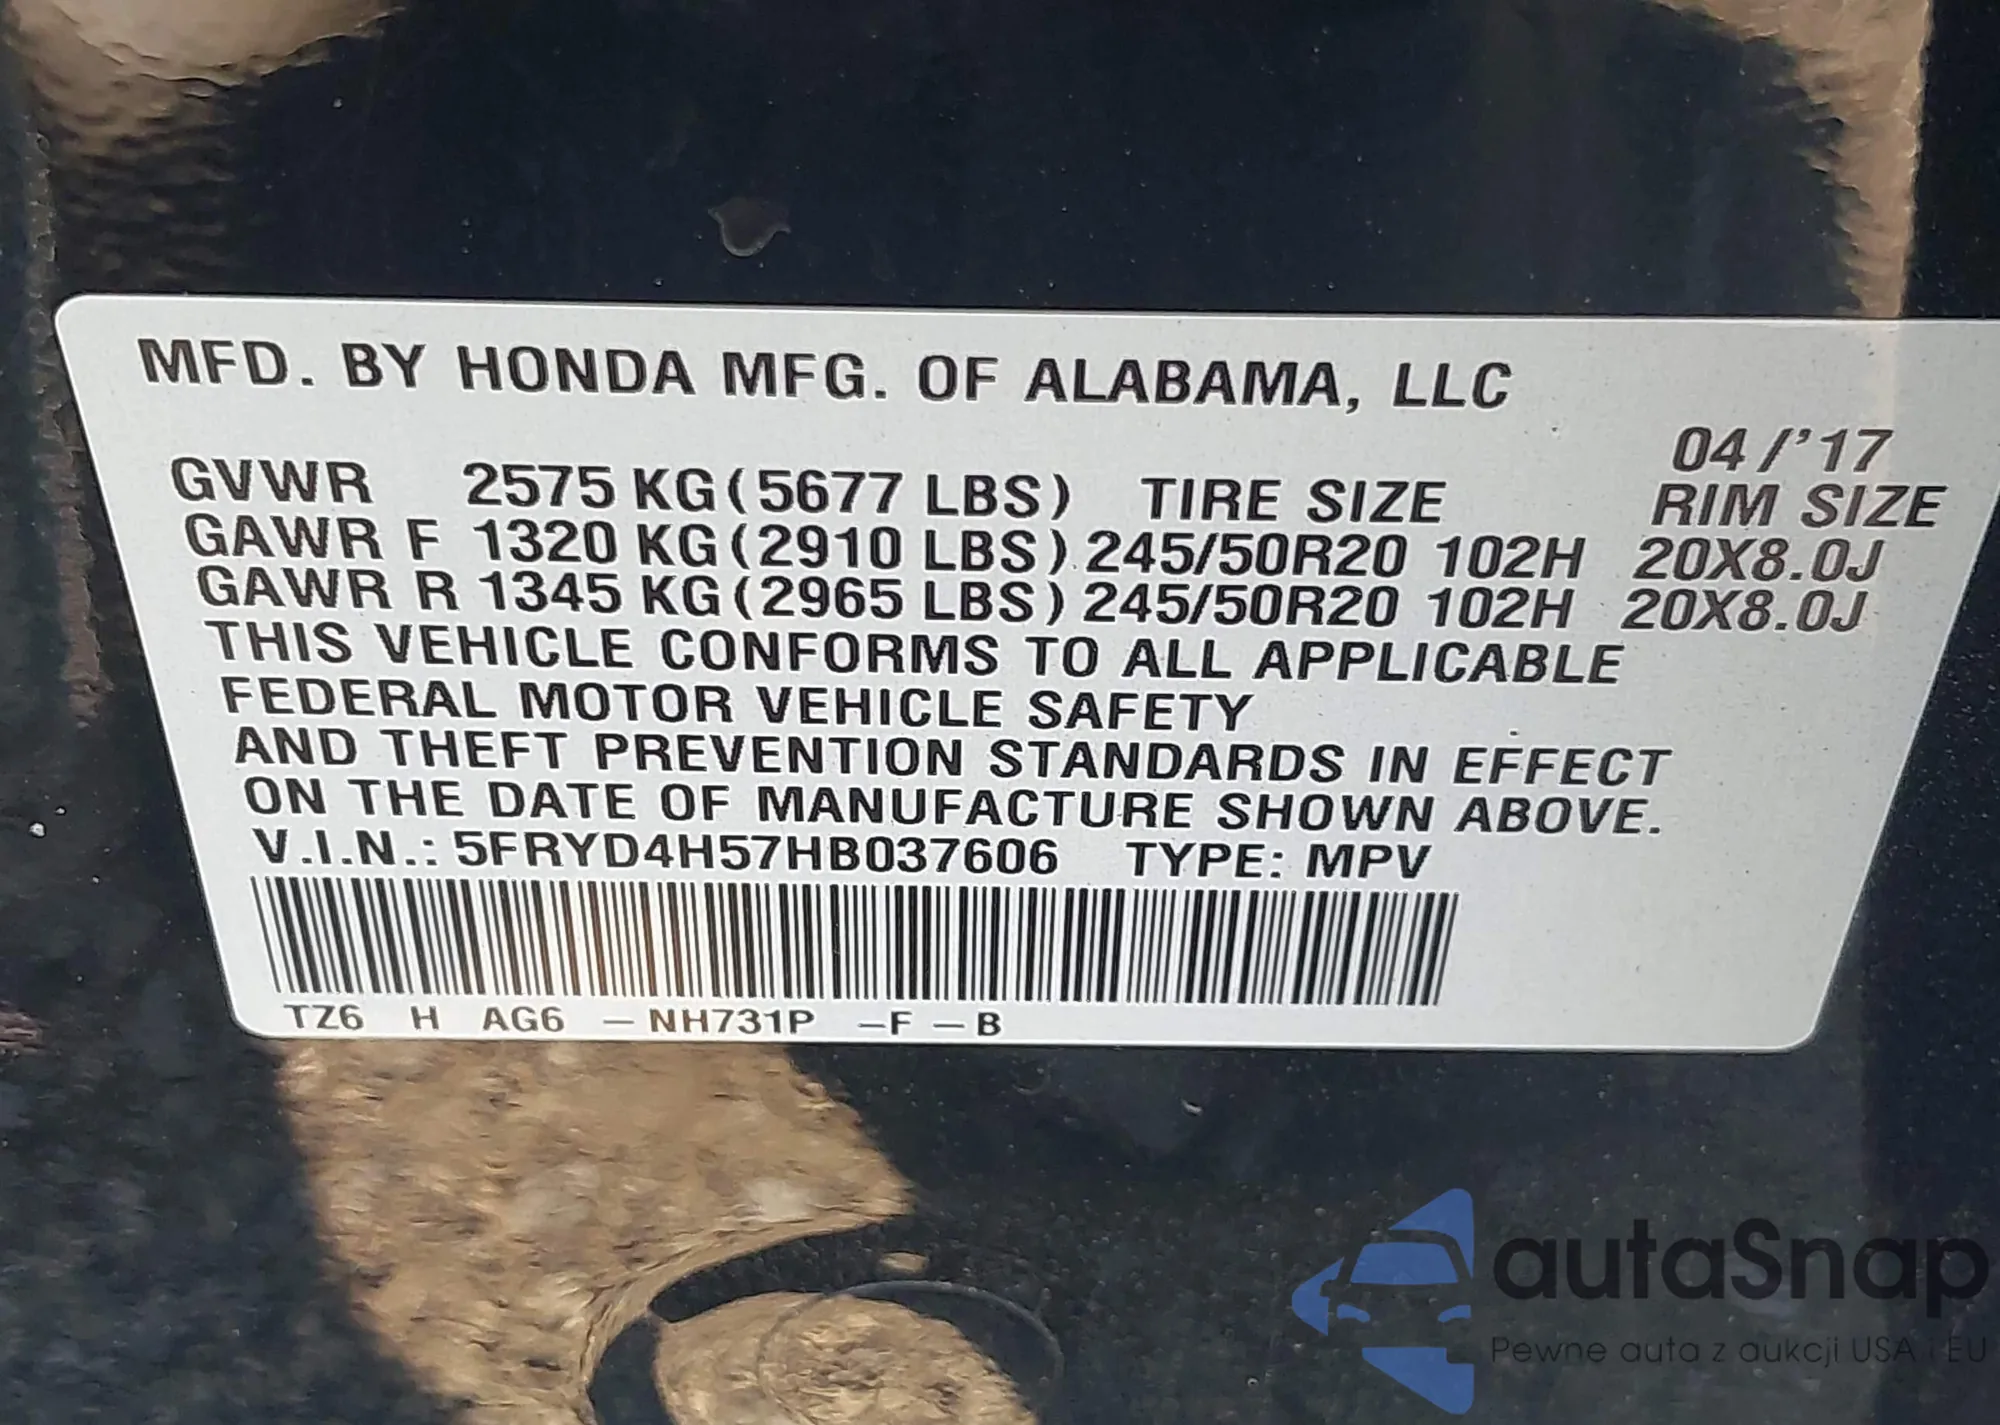 MFD. BY HONDA MFG. OF ALABAMA, LLC
04/'17
GVWR 2575 KG(5677 LBS) TIRE SIZE RIM SIZE
GAWR F 1320 KG(2910 LBS) 245/50R20 102H 20X8.0J
GAWR R 1345 KG(2965 LBS) 245/50R20 102H 20X8.0J
THIS VEHICLE CONFORMS TO ALL APPLICABLE
FEDERAL MOTOR VEHICLE SAFETY
AND THEFT PREVENTION STANDARDS IN EFFECT
ON THE DATE OF MANUFACTURE SHOWN ABOVE.
V.I.N.: 5FRYD4H57HB037606 TYPE: MPV
TZ6 H AG6 –NH731P –F –B
autaSnap
Pewne auta z aukcji USA i EU